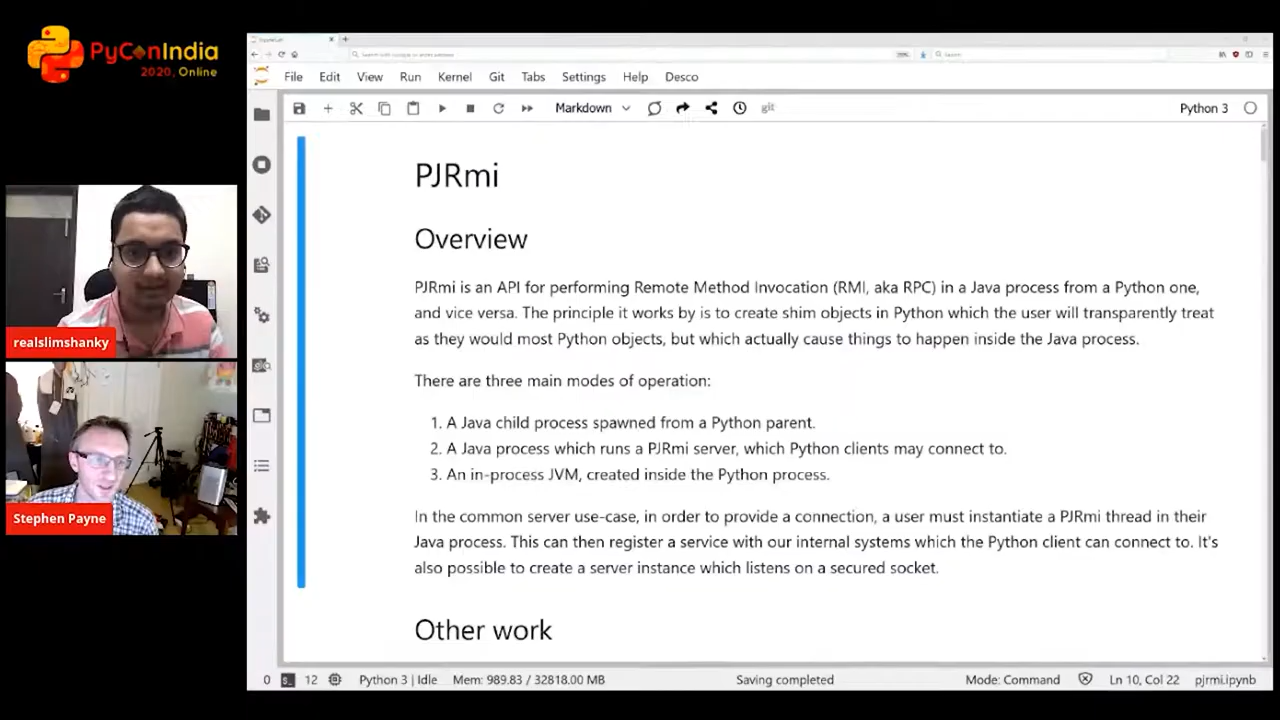 PyConIndia
2020, Online
realslimshanky
Stephen Payne
File Edit View Run Kernel Git Tabs Settings Help Desco
Markdown
git
Python 3
PJRmi
Overview
PJRmi is an API for performing Remote Method Invocation (RMI, aka RPC) in a Java process from a Python one,
and vice versa. The principle it works by is to create shim objects in Python which the user will transparently treat
as they would most Python objects, but which actually cause things to happen inside the Java process.
There are three main modes of operation:
1. A Java child process spawned from a Python parent.
2. A Java process which runs a PJRmi server, which Python clients may connect to.
3. An in-process JVM, created inside the Python process.
In the common server use-case, in order to provide a connection, a user must instantiate a PJRmi thread in their
Java process. This can then register a service with our internal systems which the Python client can connect to. It's
also possible to create a server instance which listens on a secured socket.
Other work
0 12 Python 3 | Idle Mem: 989.83 / 32818.00 MB Saving completed Mode: Command Ln 10, Col 22 pjrmi.ipynb